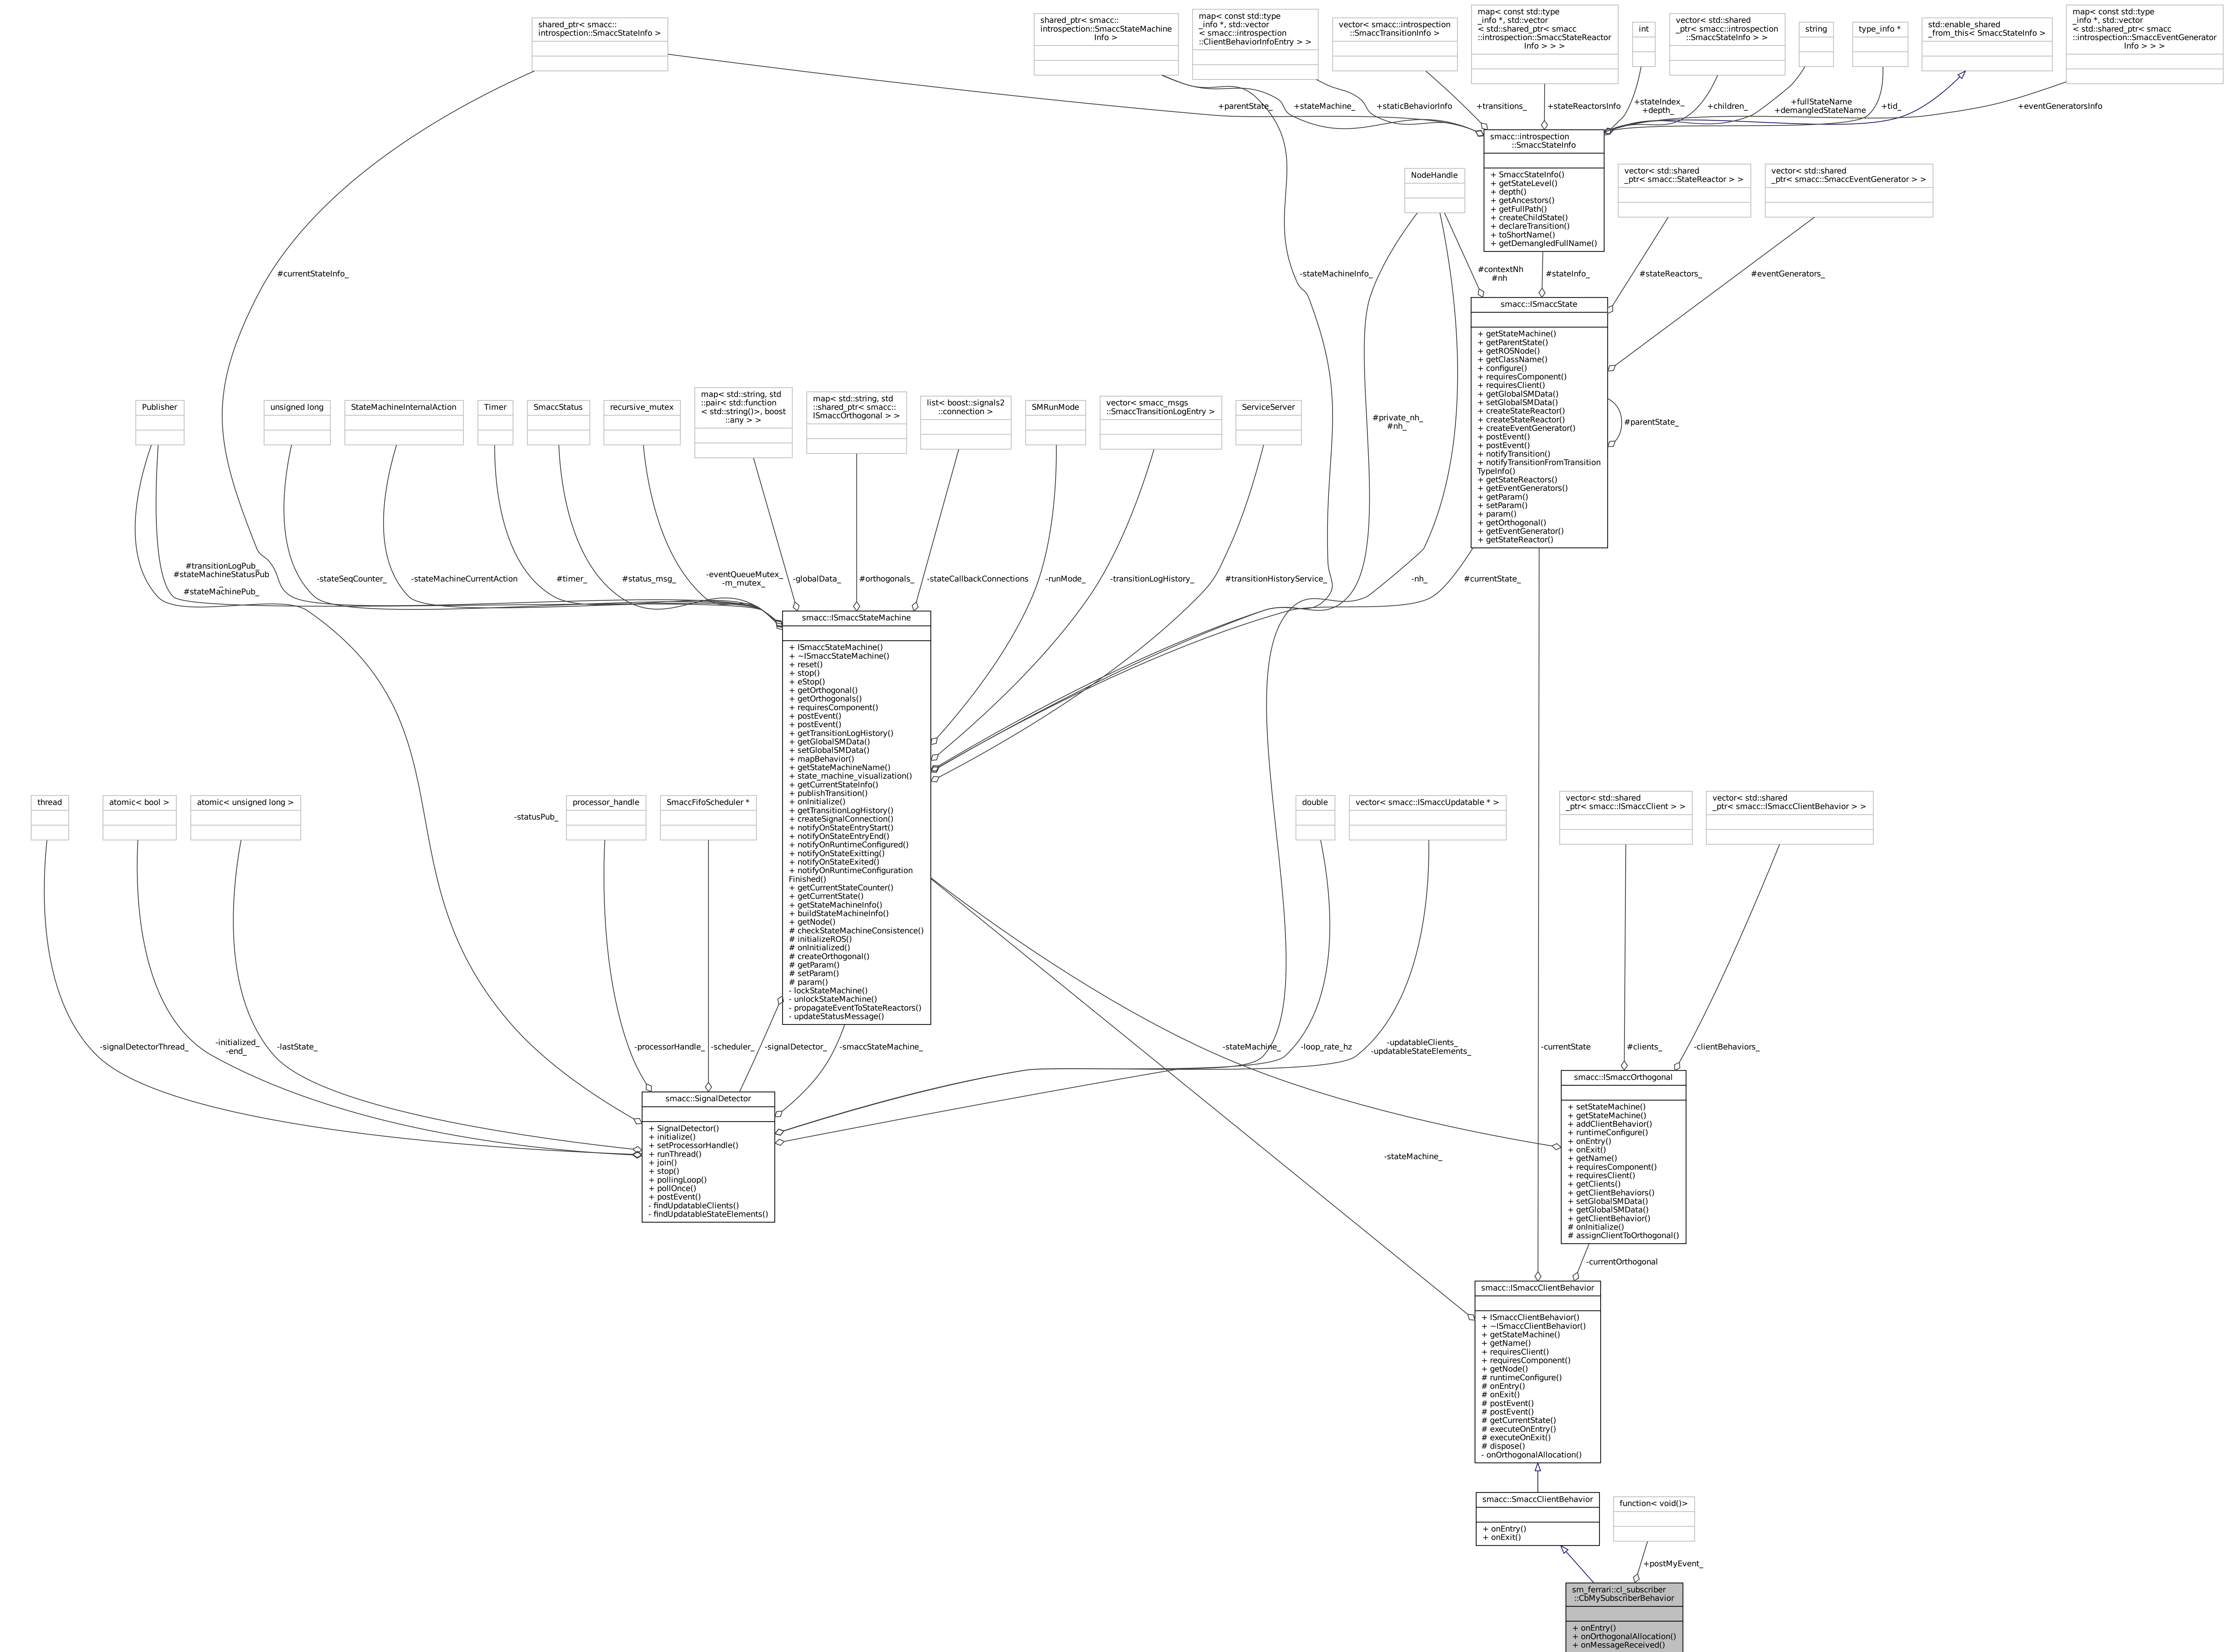 shared_ptr< smacc::
introspection::SmaccStateInfo >
shared_ptr< smacc::
introspection::SmaccStateMachine
Info >
map< const std::type
_info *, std::vector
< smacc::introspection
::ClientBehaviorInfoEntry > >
vector< smacc::introspection
::SmaccTransitionInfo >
map< const std::type
_info *, std::vector
< std::shared_ptr< smacc
::introspection::SmaccStateReactor
Info > > >
int
vector< std::shared
_ptr< smacc::introspection
::SmaccStateInfo > >
string
type_info *
std::enable_shared
_from_this< SmaccStateInfo >
map< const std::type
_info *, std::vector
< std::shared_ptr< smacc
::introspection::SmaccEventGenerator
Info > > >
+parentState_
+stateMachine_
+staticBehaviorInfo
+transitions_
+stateReactorsInfo
+stateIndex_
+depth_
+children_
+fullStateName
+demangledStateName
+tid_
+eventGeneratorsInfo
smacc::introspection
::SmaccStateInfo
+ SmaccStateInfo()
+ getStateLevel()
+ depth()
+ getAncestors()
+ getFullPath()
+ createChildState()
+ declareTransition()
+ toShortName()
+ getDemangledFullName()
NodeHandle
vector< std::shared
_ptr< smacc::StateReactor > >
vector< std::shared
_ptr< smacc::SmaccEventGenerator > >
#currentStateInfo_
-stateMachineInfo_
#contextNh
#nh
#stateInfo_
#stateReactors_
#eventGenerators_
smacc::ISmaccState
+ getStateMachine()
+ getParentState()
+ getROSNode()
+ getClassName()
+ configure()
+ requiresComponent()
+ requiresClient()
+ getGlobalSMData()
+ setGlobalSMData()
+ createStateReactor()
+ createStateReactor()
+ createEventGenerator()
+ postEvent()
+ postEvent()
+ notifyTransition()
+ notifyTransitionFromTransition
TypeInfo()
+ getStateReactors()
+ getEventGenerators()
+ getParam()
+ setParam()
+ param()
+ getOrthogonal()
+ getEventGenerator()
+ getStateReactor()
#parentState_
Publisher
unsigned long
StateMachineInternalAction
Timer
SmaccStatus
recursive_mutex
map< std::string, std
::pair< std::function
< std::string()>, boost
::any > >
map< std::string, std
::shared_ptr< smacc::
ISmaccOrthogonal > >
list< boost::signals2
::connection >
SMRunMode
vector< smacc_msgs
::SmaccTransitionLogEntry >
ServiceServer
#private_nh_
#nh_
#transitionLogPub_
#stateMachineStatusPub
_
#stateMachinePub_
-stateSeqCounter_
-stateMachineCurrentAction
#timer_
#status_msg_
-eventQueueMutex_
-m_mutex_
-globalData_
#orthogonals_
-stateCallbackConnections
-runMode_
-transitionLogHistory_
#transitionHistoryService_
-nh_
#currentState_
smacc::ISmaccStateMachine
+ ISmaccStateMachine()
+ ~ISmaccStateMachine()
+ reset()
+ stop()
+ eStop()
+ getOrthogonal()
+ getOrthogonals()
+ requiresComponent()
+ postEvent()
+ postEvent()
+ getTransitionLogHistory()
+ getGlobalSMData()
+ setGlobalSMData()
+ mapBehavior()
+ getStateMachineName()
+ state_machine_visualization()
+ getCurrentStateInfo()
+ publishTransition()
+ onInitialize()
+ getTransitionLogHistory()
+ createSignalConnection()
+ notifyOnStateEntryStart()
+ notifyOnStateEntryEnd()
+ notifyOnRuntimeConfigured()
+ notifyOnStateExitting()
+ notifyOnStateExited()
+ notifyOnRuntimeConfiguration
Finished()
+ getCurrentStateCounter()
+ getCurrentState()
+ getStateMachineInfo()
+ buildStateMachineInfo()
+ getNode()
# checkStateMachineConsistence()
# initializeROS()
# onInitialized()
# createOrthogonal()
# getParam()
# setParam()
# param()
- lockStateMachine()
- unlockStateMachine()
- propagateEventToStateReactors()
- updateStatusMessage()
thread
atomic< bool >
atomic< unsigned long >
-statusPub_
processor_handle
SmaccFifoScheduler *
double
vector< smacc::ISmaccUpdatable * >
vector< std::shared
_ptr< smacc::ISmaccClient > >
vector< std::shared
_ptr< smacc::ISmaccClientBehavior > >
-signalDetectorThread_
-initialized_
-end_
-lastState_
-processorHandle_
-scheduler_
-signalDetector_
-smaccStateMachine_
-stateMachine_
-loop_rate_hz
-updatableClients_
-updatableStateElements_
-currentState
#clients_
-clientBehaviors_
smacc::SignalDetector
+ SignalDetector()
+ initialize()
+ setProcessorHandle()
+ runThread()
+ join()
+ stop()
+ pollingLoop()
+ pollOnce()
+ postEvent()
- findUpdatableClients()
- findUpdatableStateElements()
smacc::ISmaccOrthogonal
+ setStateMachine()
+ getStateMachine()
+ addClientBehavior()
+ runtimeConfigure()
+ onEntry()
+ onExit()
+ getName()
+ requiresComponent()
+ requiresClient()
+ getClients()
+ getClientBehaviors()
+ setGlobalSMData()
+ getGlobalSMData()
+ getClientBehavior()
# onInitialize()
# assignClientToOrthogonal()
-stateMachine_
-currentOrthogonal
smacc::ISmaccClientBehavior
+ ISmaccClientBehavior()
+ ~ISmaccClientBehavior()
+ getStateMachine()
+ getName()
+ requiresClient()
+ requiresComponent()
+ getNode()
# runtimeConfigure()
# onEntry()
# onExit()
# postEvent()
# postEvent()
# getCurrentState()
# executeOnEntry()
# executeOnExit()
# dispose()
- onOrthogonalAllocation()
smacc::SmaccClientBehavior
+ onEntry()
+ onExit()
function< void()>
+postMyEvent_
sm_ferrari::cl_subscriber
::CbMySubscriberBehavior
+ onEntry()
+ onOrthogonalAllocation()
+ onMessageReceived()